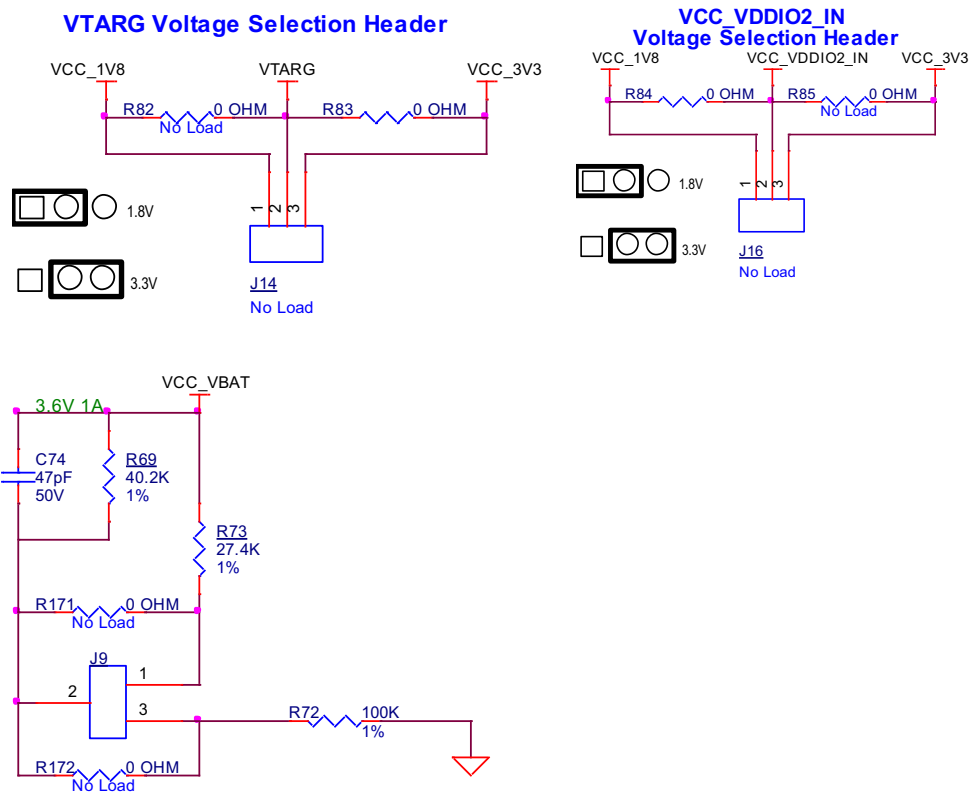 VTARG Voltage Selection Header
VCC_1V8
VTARG
VCC_3V3
R82
0 OHM
No Load
R83
0 OHM
1
2
3
1.8V
3.3V
J14
No Load
VCC_VDDIO2_IN
Voltage Selection Header
VCC_1V8
VCC_VDDIO2_IN
VCC_3V3
R84
0 OHM
R85
0 OHM
No Load
1
2
3
1.8V
3.3V
J16
No Load
VCC_VBAT
3.6V 1A
C74
47pF
50V
R69
40.2K
1%
R73
27.4K
1%
R171
0 OHM
No Load
J9
1
2
3
R72
100K
1%
R172
0 OHM
No Load